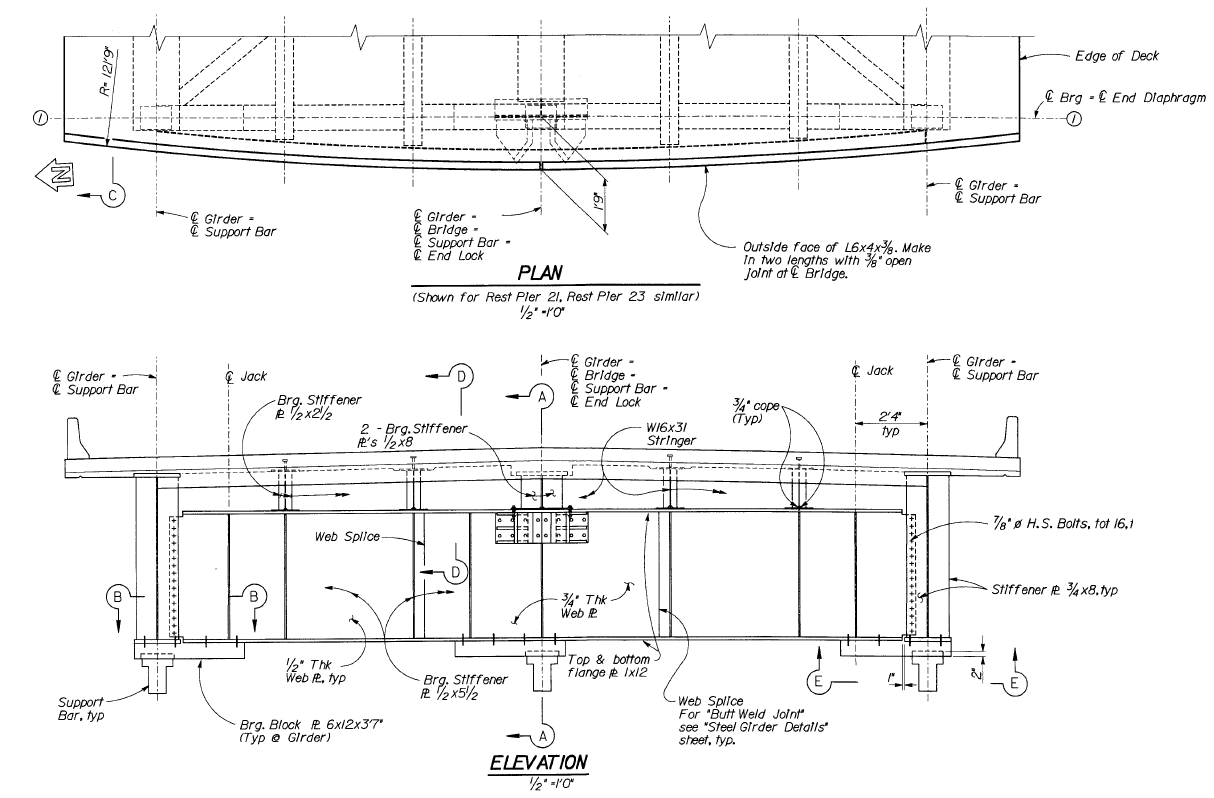 R= 121'9"
Edge of Deck
℄ Brg = ℄ End Diaphragm
1
1
N
C
℄ Girder =
℄ Support Bar
℄ Girder =
℄ Bridge =
℄ Support Bar =
℄ End Lock
1'9"
℄ Girder =
℄ Support Bar
Outside face of L6x4x3/8. Make
in two lengths with 3/8" open
joint at ℄ Bridge.
PLAN
(Shown for Rest Pier 21, Rest Pier 23 similar)
1/2" =1'0"
℄ Girder =
℄ Support Bar
℄ Jack
D
℄ Girder =
℄ Bridge =
℄ Support Bar =
℄ End Lock
A
℄ Jack
℄ Girder =
℄ Support Bar
Brg. Stiffener
℄ 1/2x2 1/2
2 - Brg. Stiffener
PL's 1/2x8
W16x31
Stringer
3/4" cope
(Typ)
2'4"
typ
Web Splice
7/8" ø H.S. Bolts, tot 16,1
D
B
B
3/4" Thk
Web PL
Stiffener PL 3/4x8, typ
1/2" Thk
Web PL, typ
Brg. Stiffener
PL 1/2x5 1/2
Top & bottom
flange PL 1x12
E
1"
2"
E
Support
Bar, typ
Brg. Block PL 6x12x3'7"
(Typ @ Girder)
Web Splice
For "Butt Weld Joint"
see "Steel Girder Details"
sheet, typ.
A
ELEVATION
1/2" =1'0"